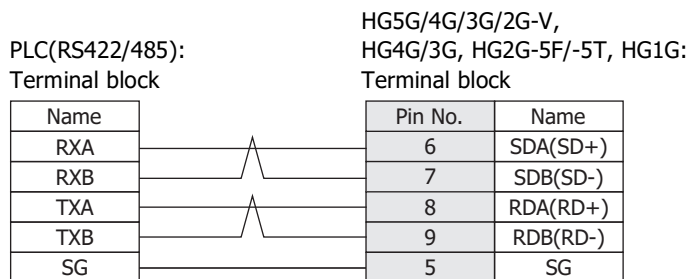 HG5G/4G/3G/2G-V,
PLC(RS422/485): HG4G/3G, HG2G-5F/-5T, HG1G:
Terminal block Terminal block
Name Pin No. Name
RXA 6 SDA(SD+)
RXB 7 SDB(SD-)
TXA 8 RDA(RD+)
TXB 9 RDB(RD-)
SG 5 SG